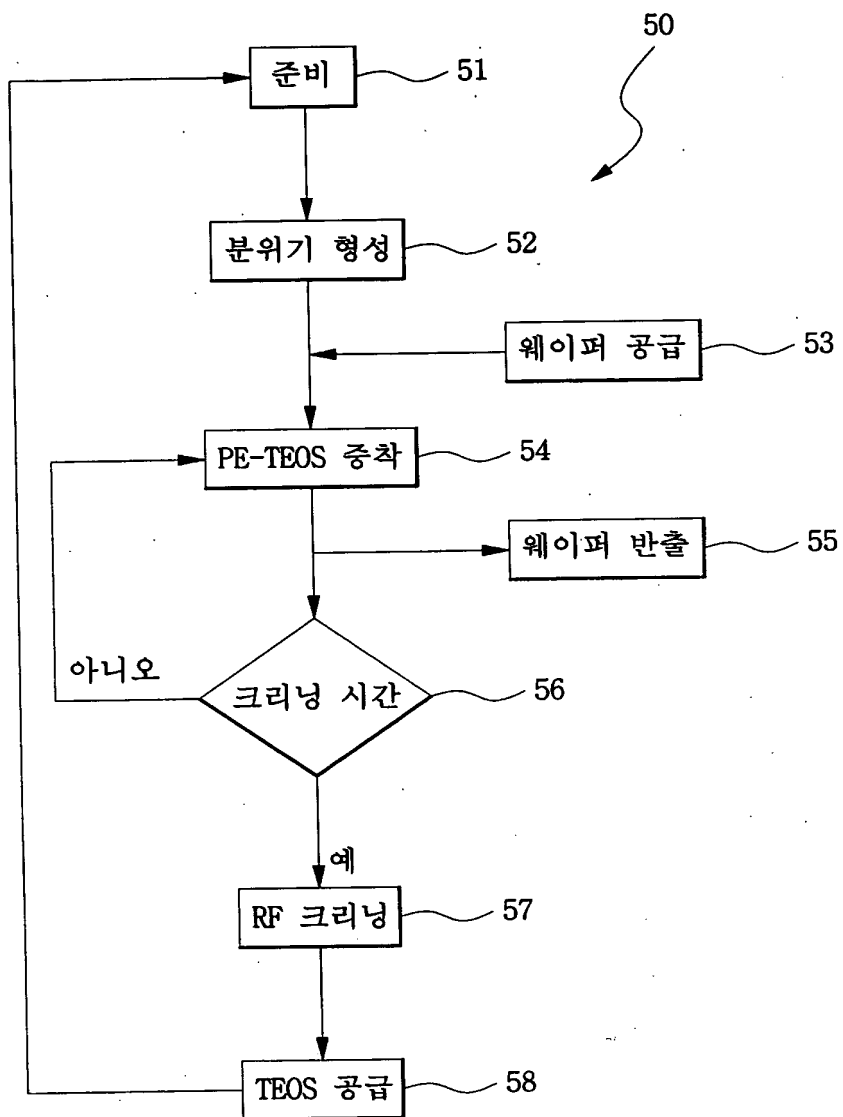 50
준비 51
분위기 형성 52
웨이퍼 공급 53
PE-TEOS 증착 54
웨이퍼 반출 55
아니오
크리닝 시간 56
예
RF 크리닝 57
TEOS 공급 58